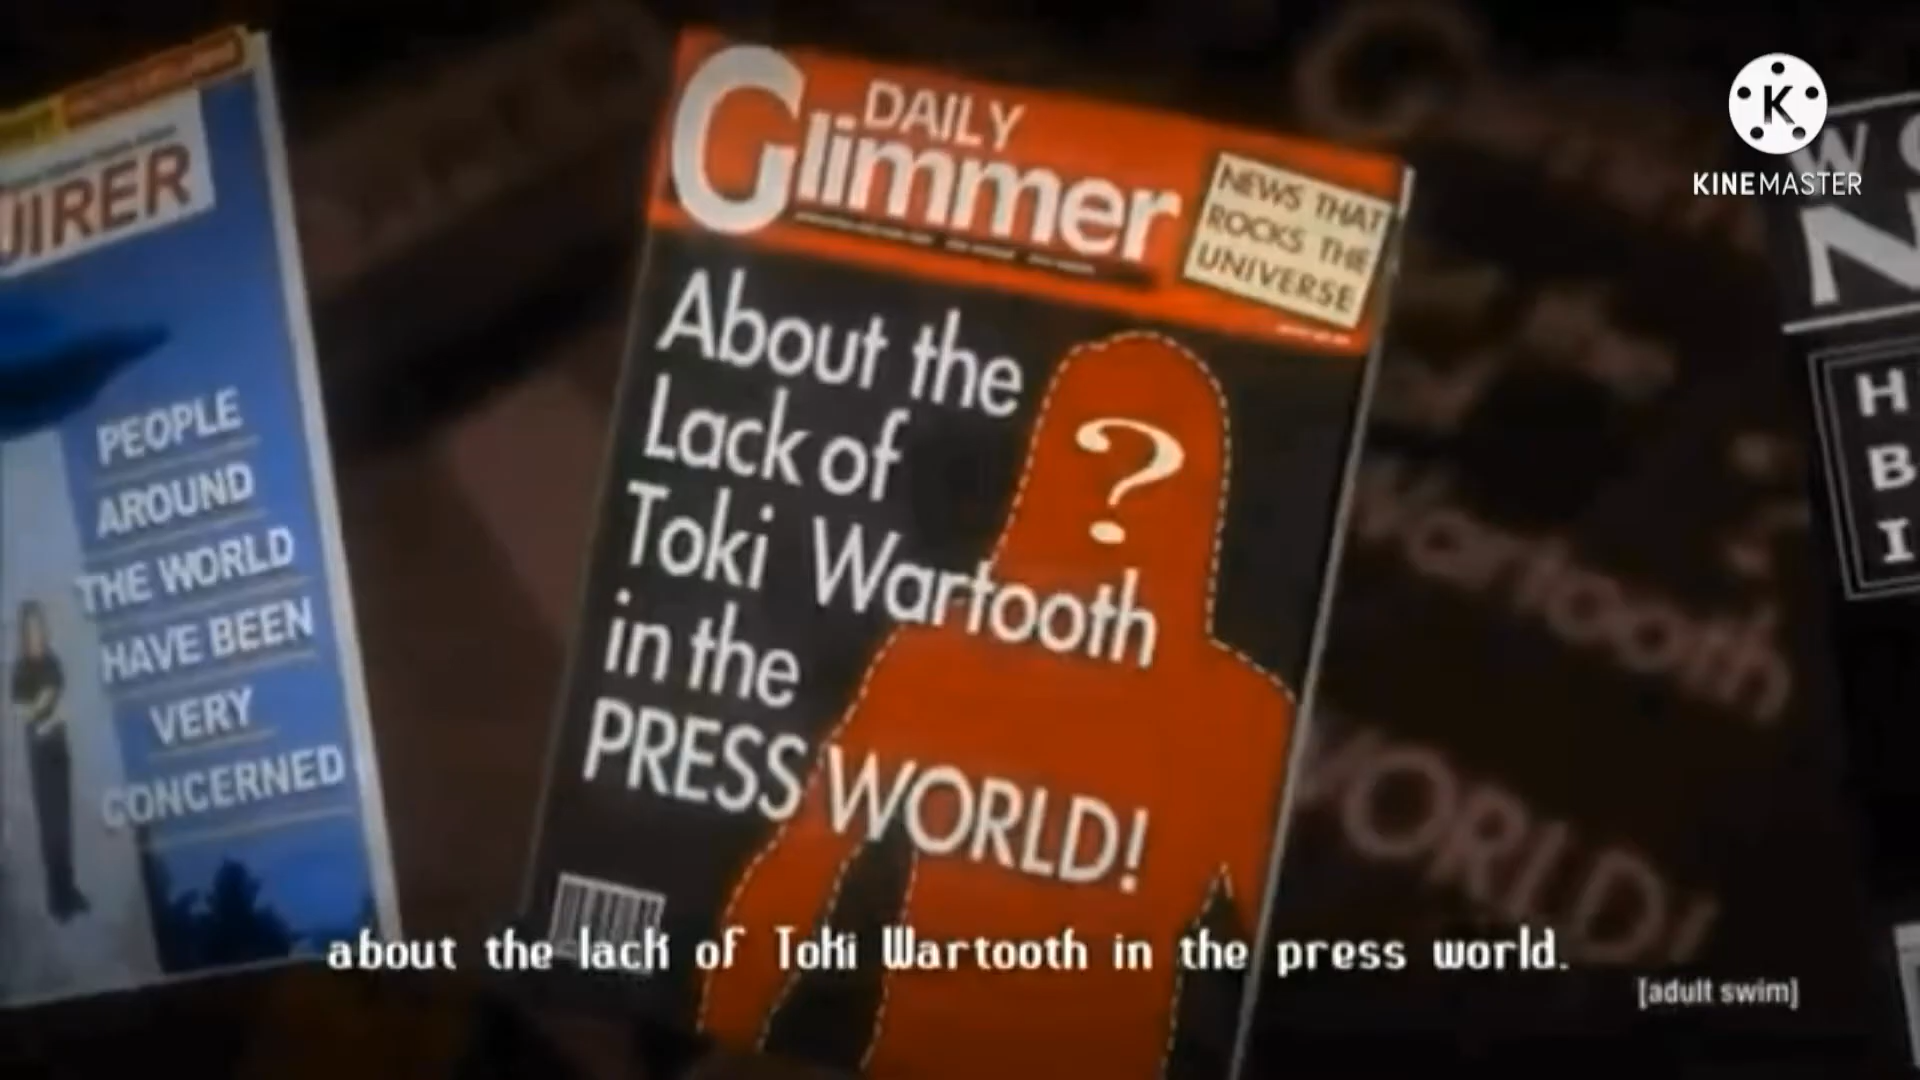 UIRER
PEOPLE
AROUND
THE WORLD
HAVE BEEN
VERY
CONCERNED
DAILY
Glimmer
NEWS THAT
ROCKS THE
UNIVERSE
About the
Lack of
Toki Wartooth
in the
PRESS WORLD!
wartooth
WORLD!
K
KINEMASTER
W
N
H
B
I
about the lack of Toki Wartooth in the press world.
[adult swim]